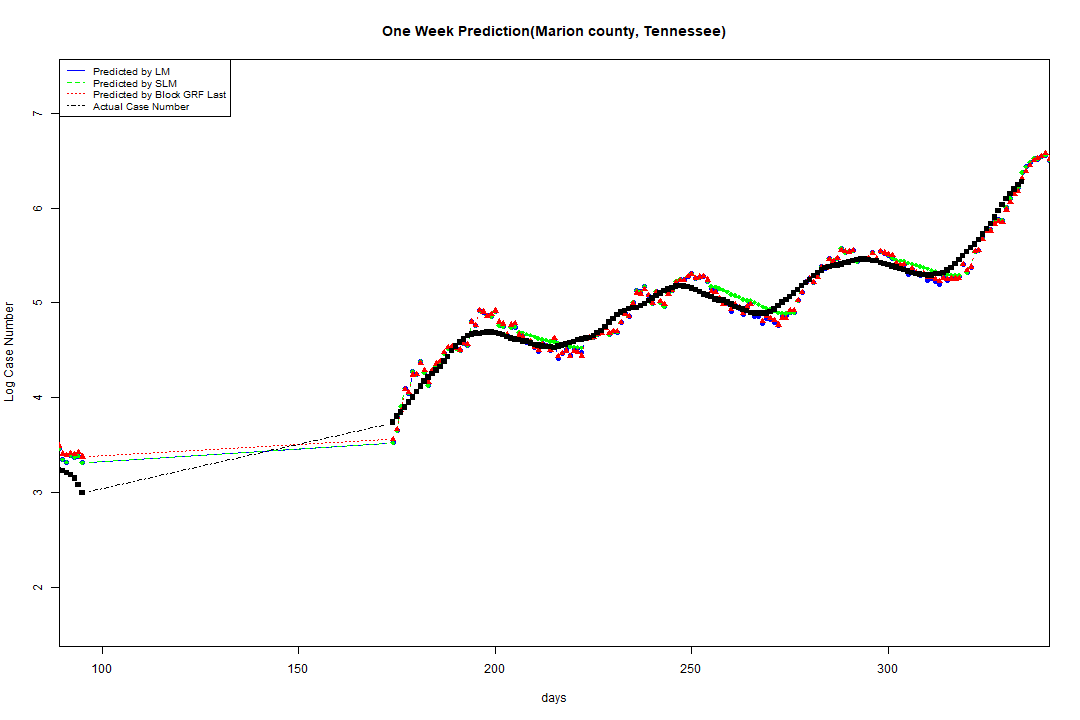 One Week Prediction(Marion county, Tennessee)
Predicted by LM
Predicted by SLM
Predicted by Block GRF Last
Actual Case Number
7
6
5
4
3
2
Log Case Number
100 150 200 250 300
days